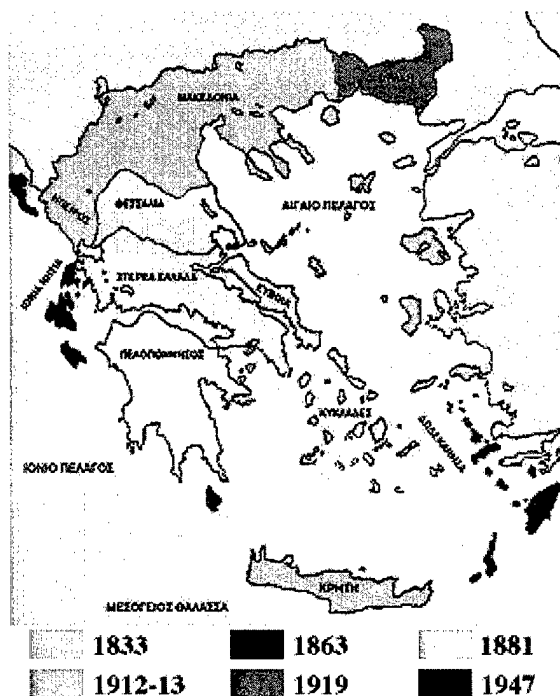 ΜΑΚΕΔΟΝΙΑ
ΗΠΕΙΡΟΣ
ΘΕΣΣΑΛΙΑ
ΑΙΓΑΙΟ ΠΕΛΑΓΟΣ
ΙΟΝΙΑ ΝΗΣΙΑ
ΣΤΕΡΕΑ ΕΛΛΑΔΑ
ΕΥΒΟΙΑ
ΠΕΛΟΠΟΝΝΗΣΟΣ
ΚΥΚΛΑΔΕΣ
ΔΩΔΕΚΑΝΗΣΑ
ΙΟΝΙΟ ΠΕΛΑΓΟΣ
ΚΡΗΤΗ
ΜΕΣΟΓΕΙΟΣ ΘΑΛΑΣΣΑ
1833 1863 1881
1912-13 1919 1947